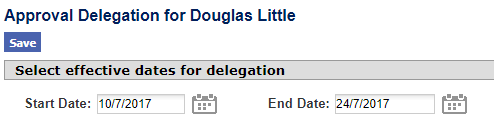 Approval Delegation for Douglas Little
Save
Select effective dates for delegation
Start Date: 10/7/2017 End Date: 24/7/2017